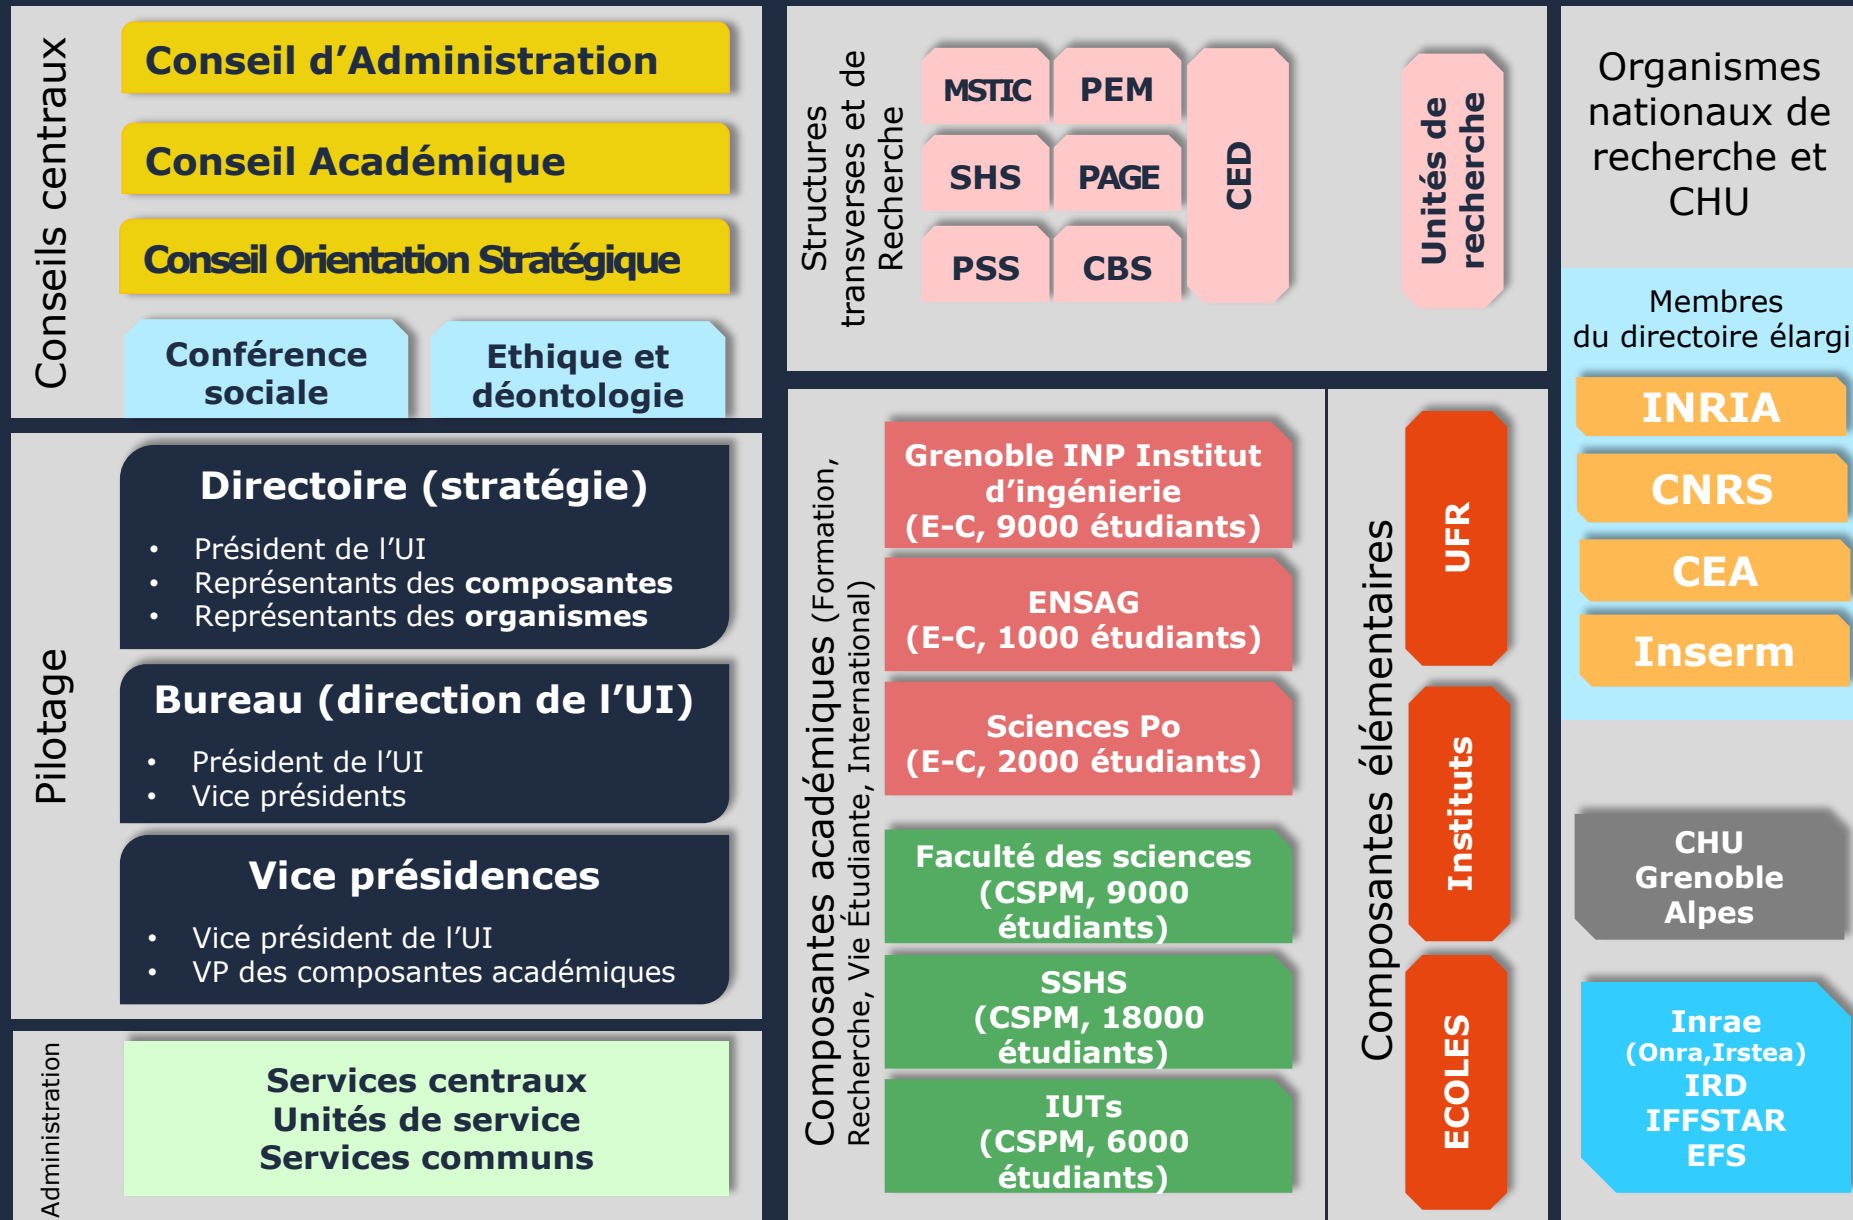 Conseils centraux
Conseil d’Administration
Conseil Académique
Conseil Orientation Stratégique
Conférence
sociale
Ethique et
déontologie
Pilotage
Directoire (stratégie)
• Président de l’UI
• Représentants des composantes
• Représentants des organismes
Bureau (direction de l’UI)
• Président de l’UI
• Vice présidents
Vice présidences
• Vice président de l’UI
• VP des composantes académiques
Administration
Services centraux
Unités de service
Services communs
Structures
transverses et de
Recherche
MSTIC
PEM
SHS
PAGE
PSS
CBS
CED
Unités de
recherche
Composantes académiques (Formation,
Recherche, Vie Étudiante, International)
Grenoble INP Institut
d’ingénierie
(E-C, 9000 étudiants)
ENSAG
(E-C, 1000 étudiants)
Sciences Po
(E-C, 2000 étudiants)
Faculté des sciences
(CSPM, 9000
étudiants)
SSHS
(CSPM, 18000
étudiants)
IUTs
(CSPM, 6000
étudiants)
Composantes élémentaires
UFR
Instituts
ECOLES
Organismes
nationaux de
recherche et
CHU
Membres
du directoire élargi
INRIA
CNRS
CEA
Inserm
CHU
Grenoble
Alpes
Inrae
(Onra,Irstea)
IRD
IFFSTAR
EFS